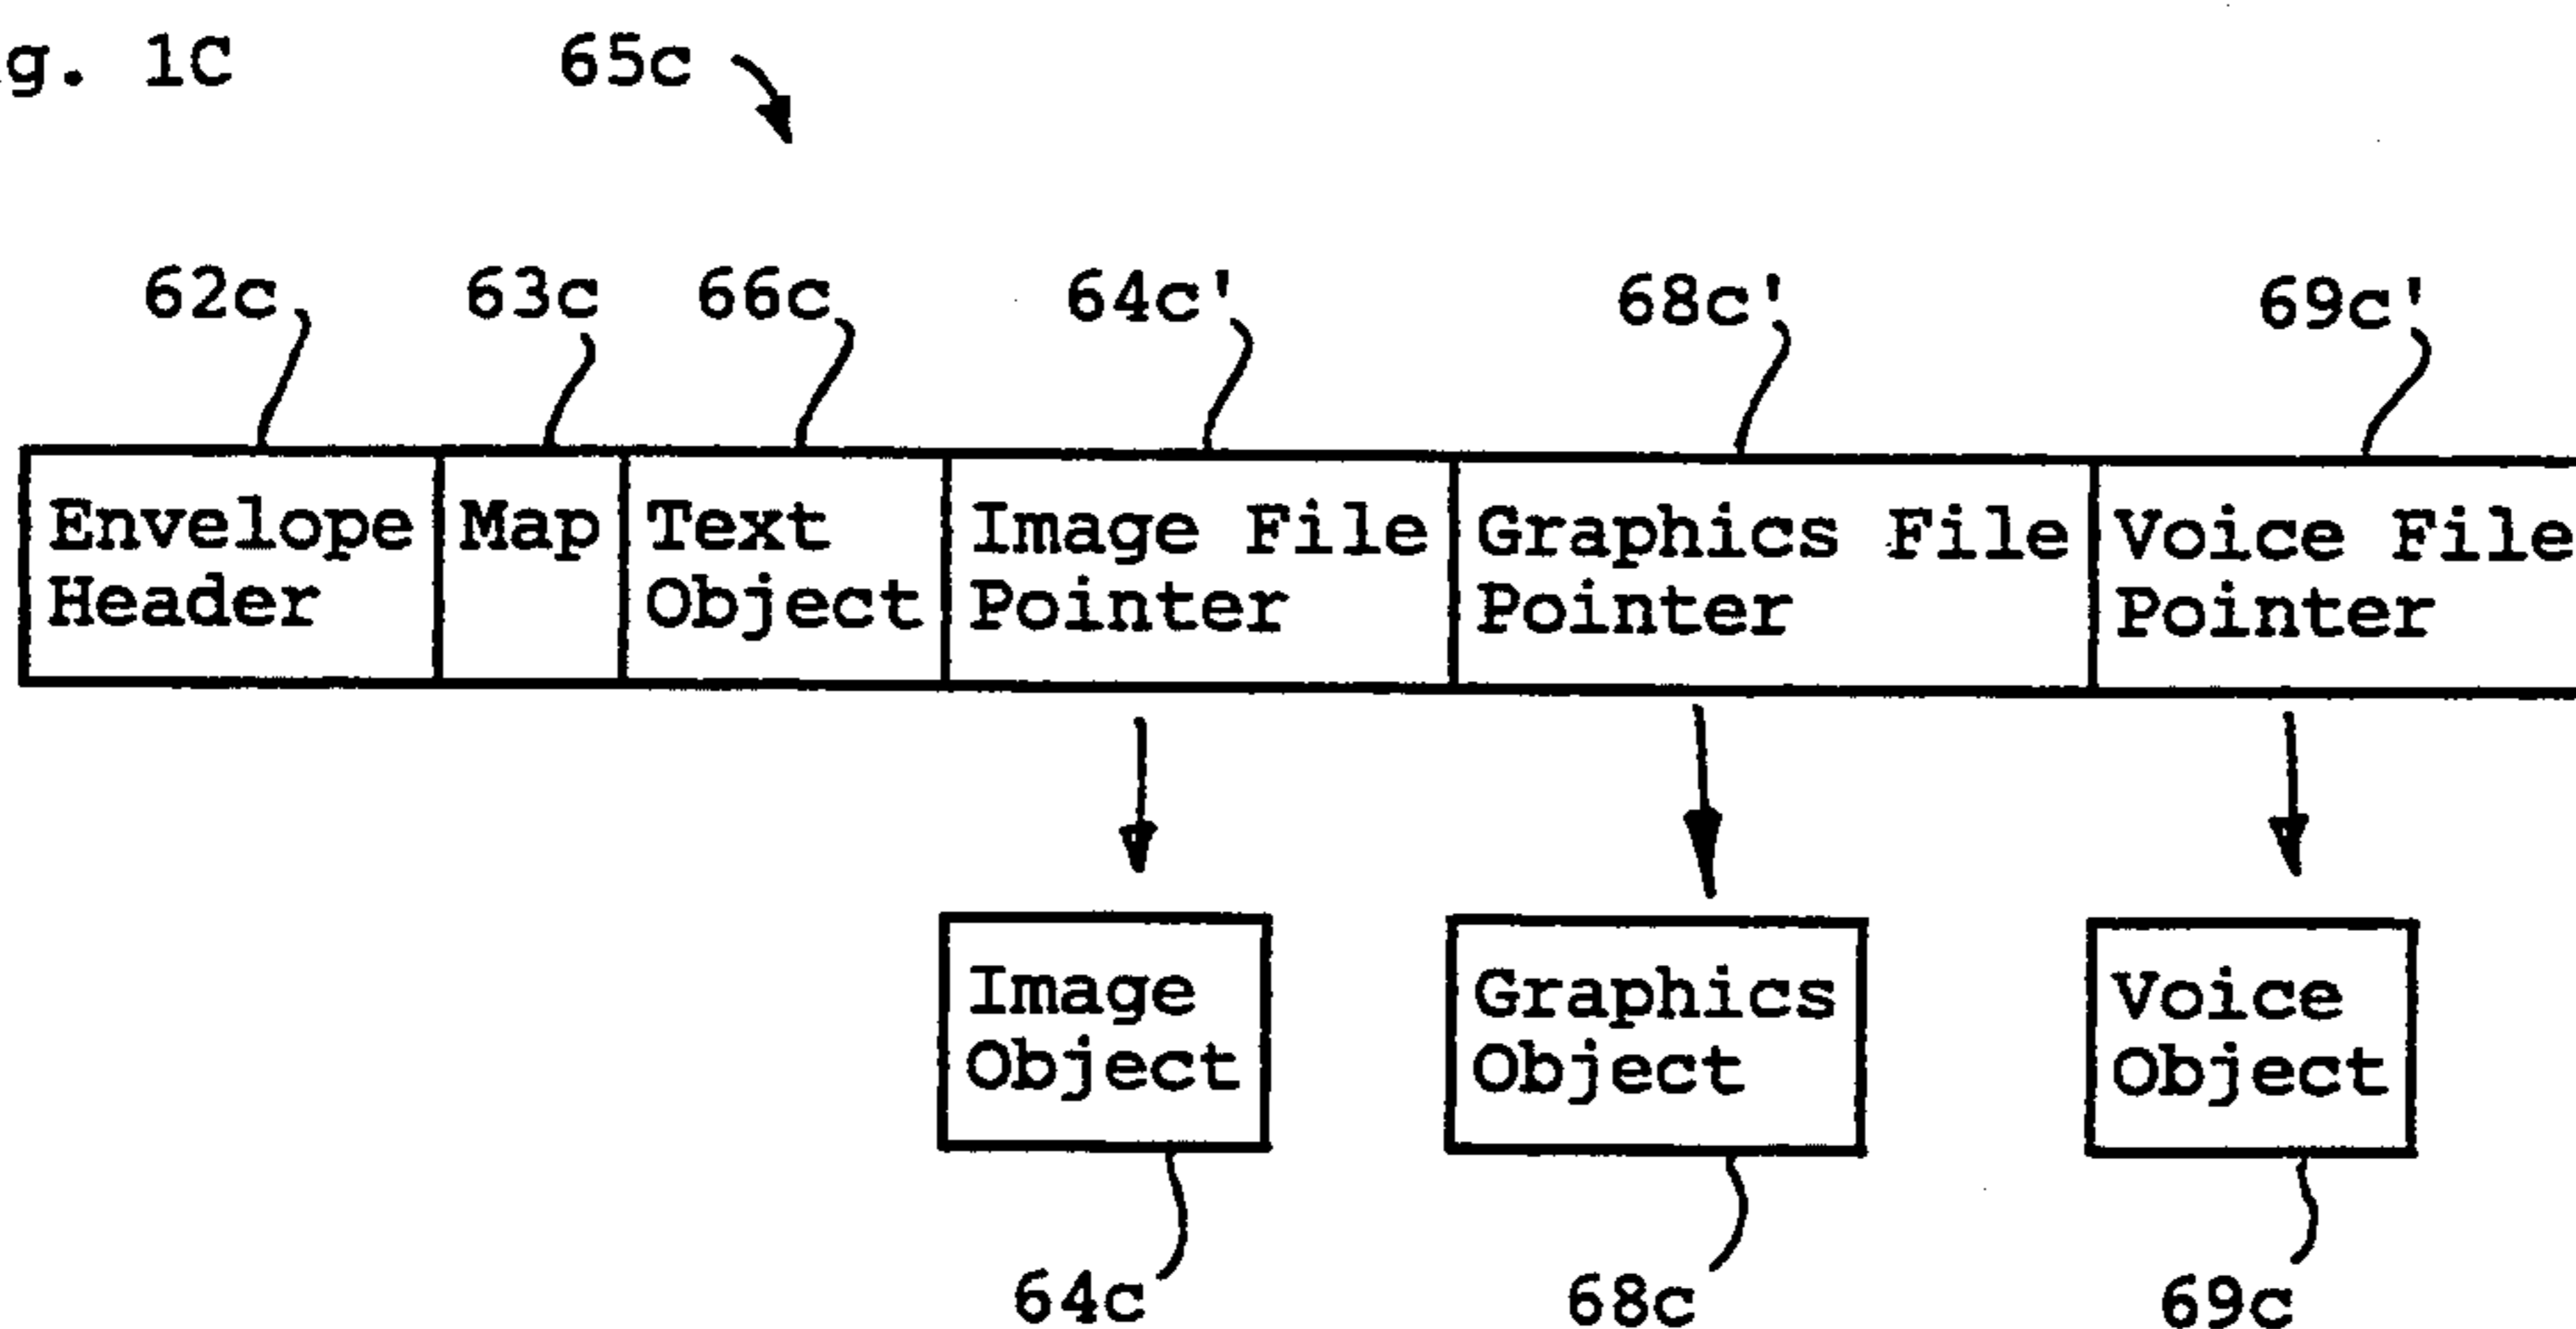 g. 1C
65c
62c 63c 66c 64c' 68c' 69c'
Envelope Header
Map
Text Object
Image File Pointer
Graphics File Pointer
Voice File Pointer
Image Object
Graphics Object
Voice Object
64c 68c 69c